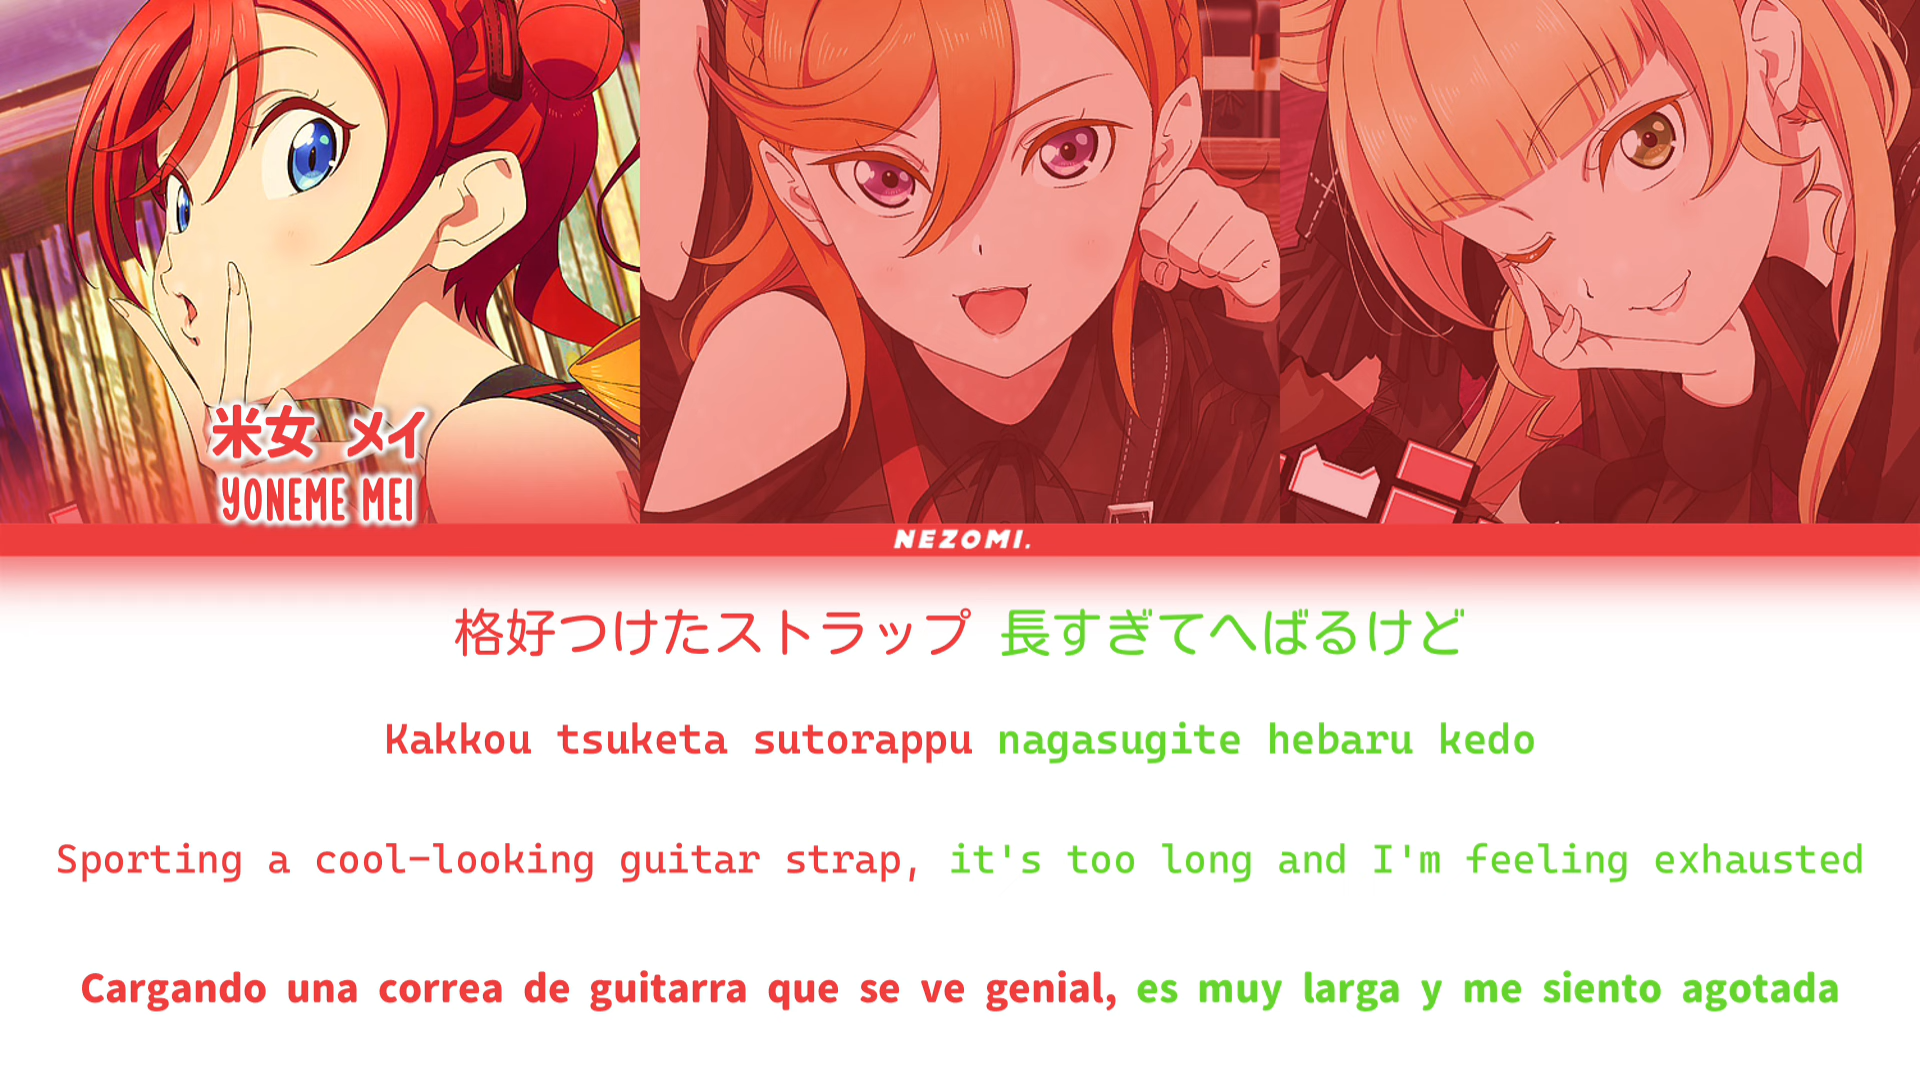 米女 メイ
YONEME MEI
NEZOMI.
格好つけたストラップ 長すぎてへばるけど
Kakkou tsuketa sutorappu nagasugite hebaru kedo
Sporting a cool-looking guitar strap, it's too long and I'm feeling exhausted
Cargando una correa de guitarra que se ve genial, es muy larga y me siento agotada